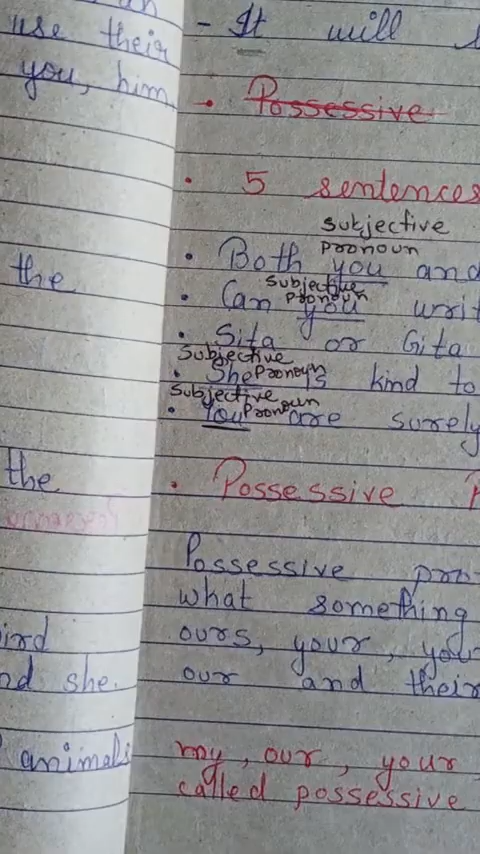 use their
you, him
the
the
ird
nd she.
animals
- It will
• Possessive
• 5 sentences
subjective
pronoun
• Both you and
Subjective
Pronoun
• Can you writ
• Sita or Gita
Subjective
Pronoun
• She is kind to
Subjective
Pronoun
• You are surely
• Possessive P
Possessive pro-
what something
ours, your, you
our and their
my, our, your
called possessive